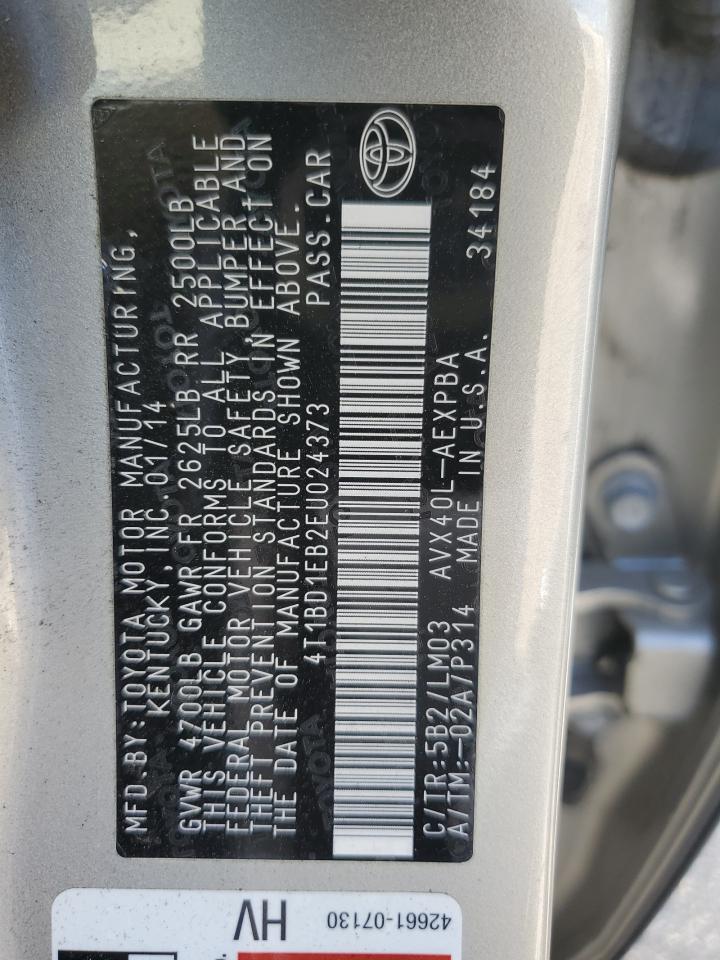 MFD.BY:TOYOTA MOTOR MANUFACTURING,
KENTUCKY INC.01/14
GVWR 4700LB GAWR FR 2625LB RR 2500LB
THIS VEHICLE CONFORMS TO ALL APPLICABLE
FEDERAL MOTOR VEHICLE SAFETY,BUMPER AND
THEFT PREVENTION STANDARDS IN EFFECT ON
THE DATE OF MANUFACTURE SHOWN ABOVE.
4T1BD1EB2EU024373 PASS.CAR
C/TR:5B2/LM03 AVX40L-AEXPBA 34184
A/TM:-02A/P314 MADE IN U.S.A.
HV
42661-07130